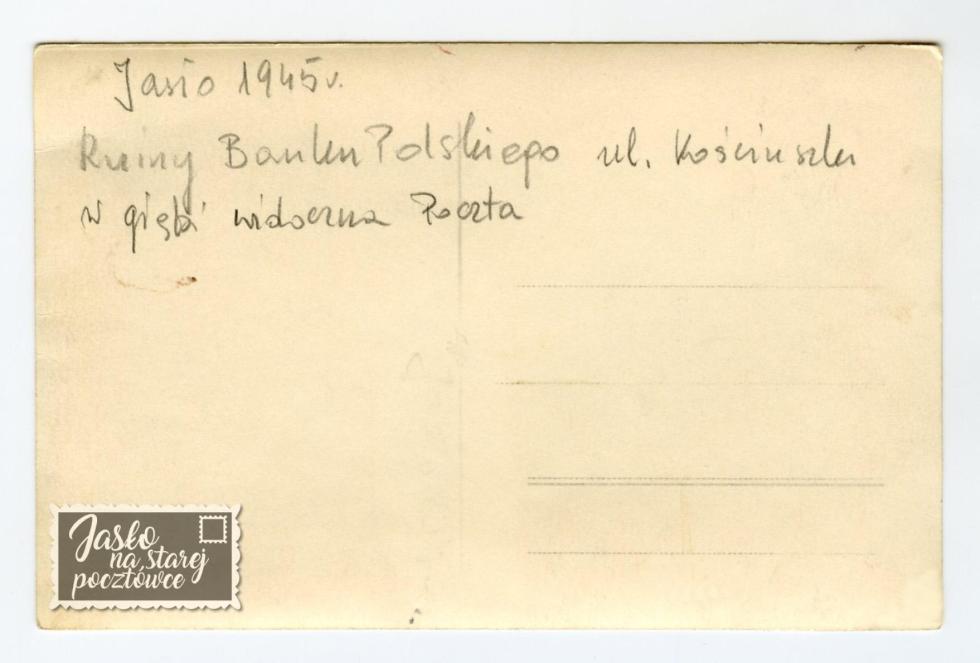 Jasło 1945 r.
Ruiny Banku Polskiego ul. Kościuszki
w głębi widoczna Poczta
Jasło
na starej
pocztówce